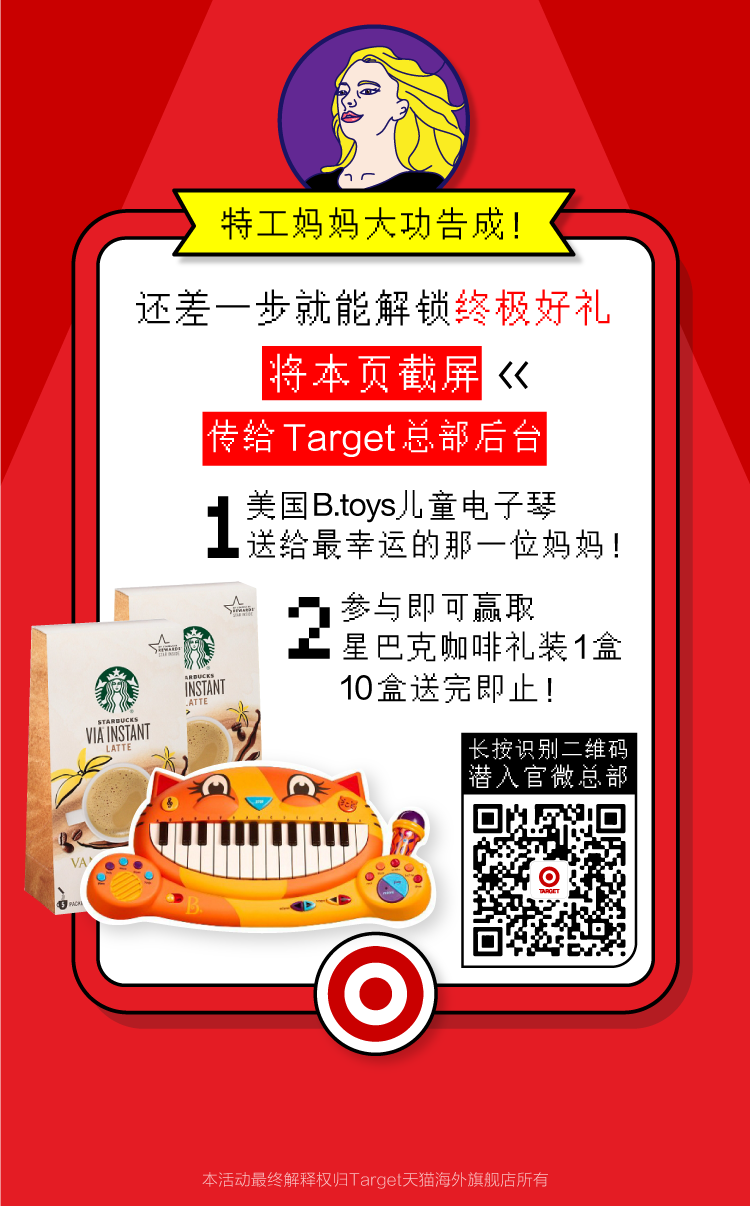 特工妈妈大功告成！
还差一步就能解锁终极好礼
将本页截屏 «
传给 Target 总部后台
1 美国B.toys儿童电子琴
送给最幸运的那一位妈妈！
2 参与即可赢取
星巴克咖啡礼装1盒
10盒送完即止！
STARBUCKS
VIA INSTANT
LATTE
REWARDS
STARBUCKS
VIA INSTANT
LATTE
VAN
B.
长按识别二维码
潜入官微总部
TARGET
本活动最终解释权归Target天猫海外旗舰店所有